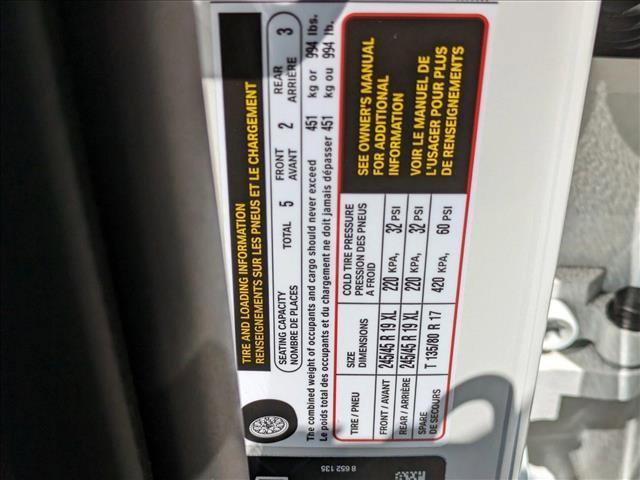 TIRE AND LOADING INFORMATION
RENSEIGNEMENTS SUR LES PNEUS ET LE CHARGEMENT
SEATING CAPACITY
NOMBRE DE PLACES
TOTAL 5
FRONT
AVANT
2
REAR
ARRIÈRE
3
The combined weight of occupants and cargo should never exceed 451 kg or 994 lbs.
Le poids total des occupants et du chargement ne doit jamais dépasser 451 kg ou 994 lb.
TIRE / PNEU
SIZE
DIMENSIONS
COLD TIRE PRESSURE
PRESSION DES PNEUS
A FROID
FRONT / AVANT 245/45 R 19 XL 220 KPA, 32 PSI
REAR / ARRIÈRE 245/45 R 19 XL 220 KPA, 32 PSI
SPARE
DE SECOURS
T 135/80 R 17 420 KPA, 60 PSI
SEE OWNER'S MANUAL
FOR ADDITIONAL
INFORMATION
VOIR LE MANUEL DE
L'USAGER POUR PLUS
DE RENSEIGNEMENTS
8 652 135